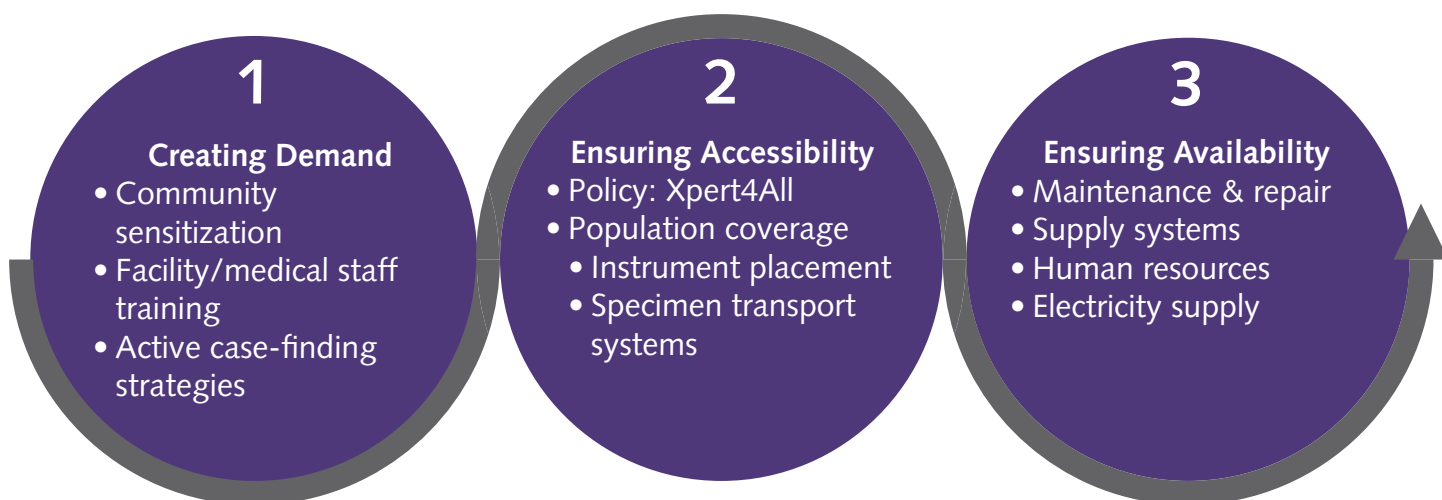 1
Creating Demand
• Community
sensitization
• Facility/medical staff
training
• Active case-finding
strategies
2
Ensuring Accessibility
• Policy: Xpert4All
• Population coverage
• Instrument placement
• Specimen transport
systems
3
Ensuring Availability
• Maintenance & repair
• Supply systems
• Human resources
• Electricity supply